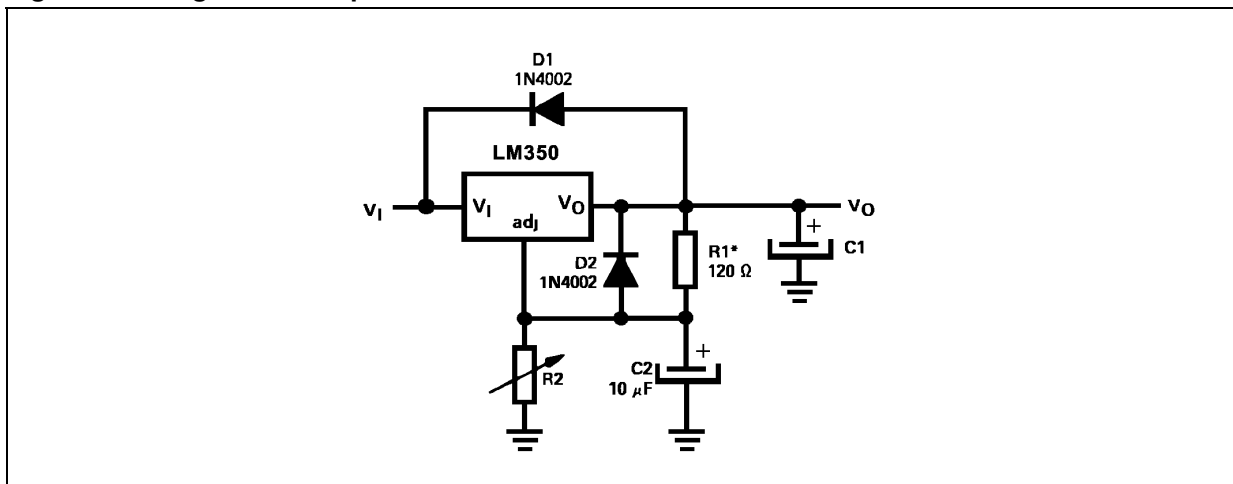 D1
1N4002
LM350
VI
VI
VO
adj
VO
+
C1
R1*
120 Ω
D2
1N4002
+
C2
10 μF
R2